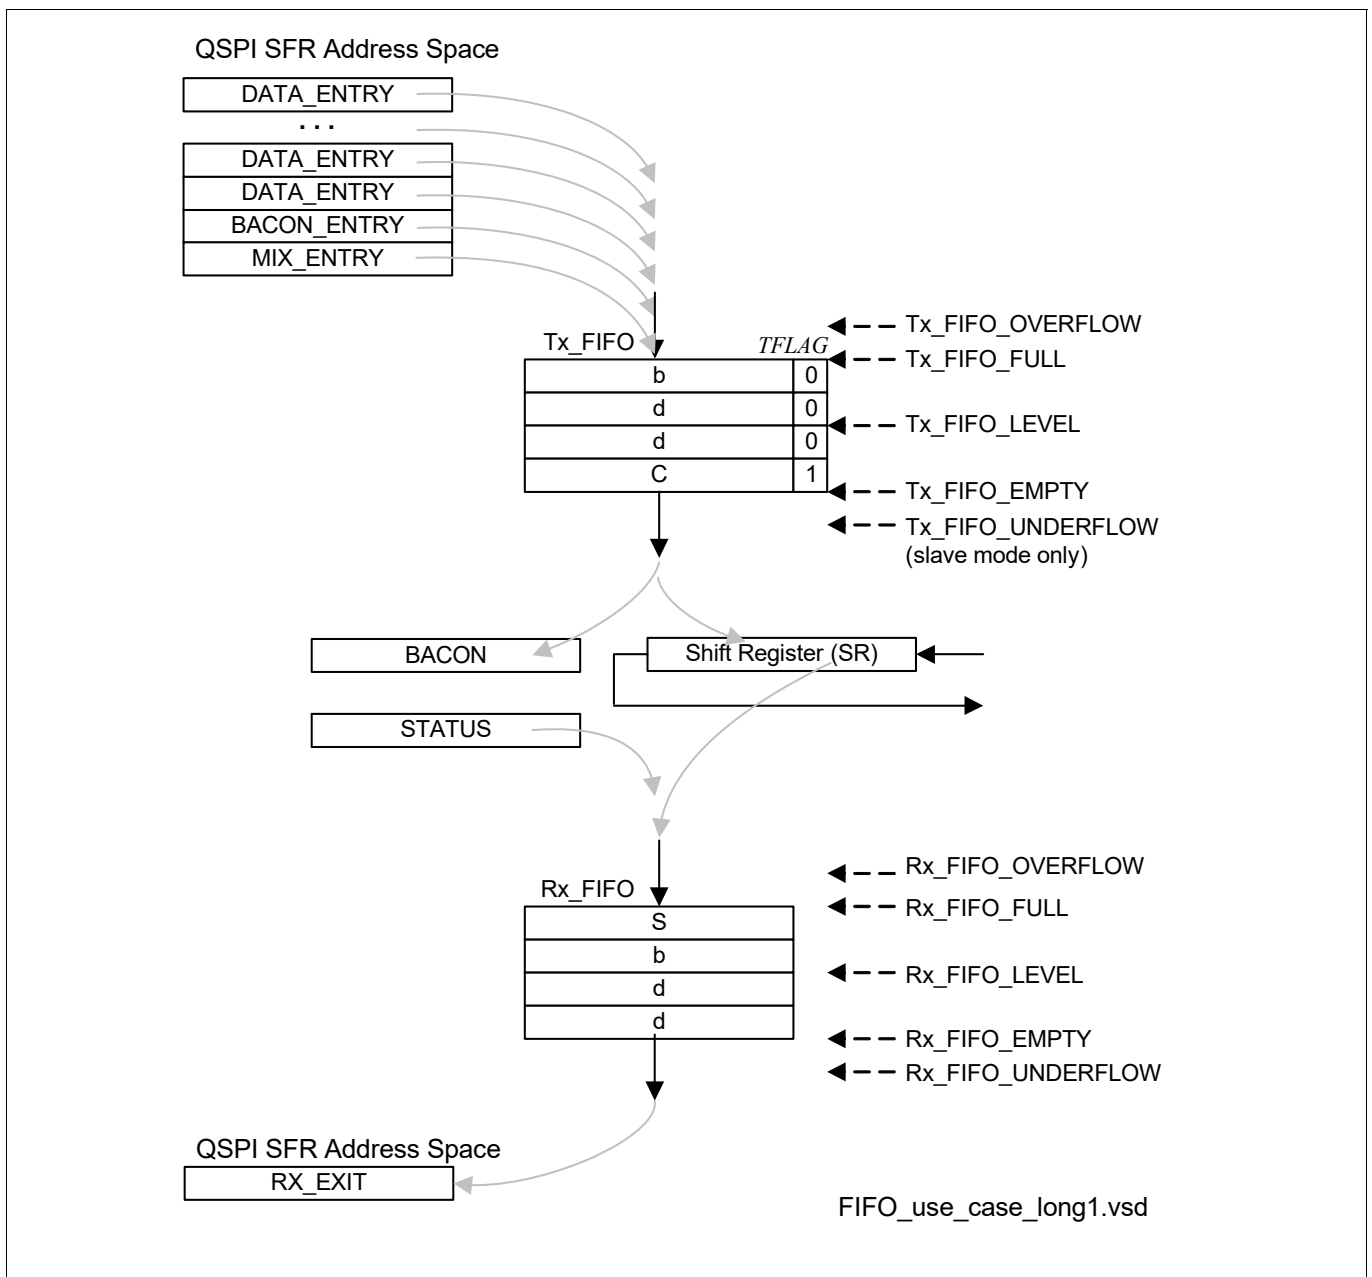 QSPI SFR Address Space
DATA_ENTRY
. . .
DATA_ENTRY
DATA_ENTRY
BACON_ENTRY
MIX_ENTRY
Tx_FIFO
TFLAG
b 0
d 0
d 0
C 1
Tx_FIFO_OVERFLOW
Tx_FIFO_FULL
Tx_FIFO_LEVEL
Tx_FIFO_EMPTY
Tx_FIFO_UNDERFLOW
(slave mode only)
BACON
Shift Register (SR)
STATUS
Rx_FIFO
S
b
d
d
Rx_FIFO_OVERFLOW
Rx_FIFO_FULL
Rx_FIFO_LEVEL
Rx_FIFO_EMPTY
Rx_FIFO_UNDERFLOW
QSPI SFR Address Space
RX_EXIT
FIFO_use_case_long1.vsd